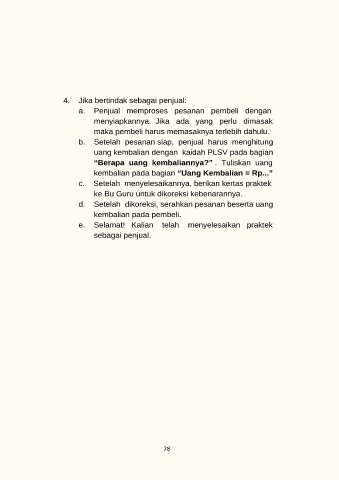 4. Jika bertindak sebagai penjual:
a. Penjual memproses pesanan pembeli dengan
menyiapkannya. Jika ada yang perlu dimasak
maka pembeli harus memasaknya terlebih dahulu.
b. Setelah pesanan siap, penjual harus menghitung
uang kembalian dengan kaidah PLSV pada bagian
“Berapa uang kembaliannya?” . Tuliskan uang
kembalian pada bagian “Uang Kembalian = Rp...”
c. Setelah menyelesaikannya, berikan kertas praktek
ke Bu Guru untuk dikoreksi kebenarannya.
d. Setelah dikoreksi, serahkan pesanan beserta uang
kembalian pada pembeli.
e. Selamat! Kalian telah menyelesaikan praktek
sebagai penjual.
78